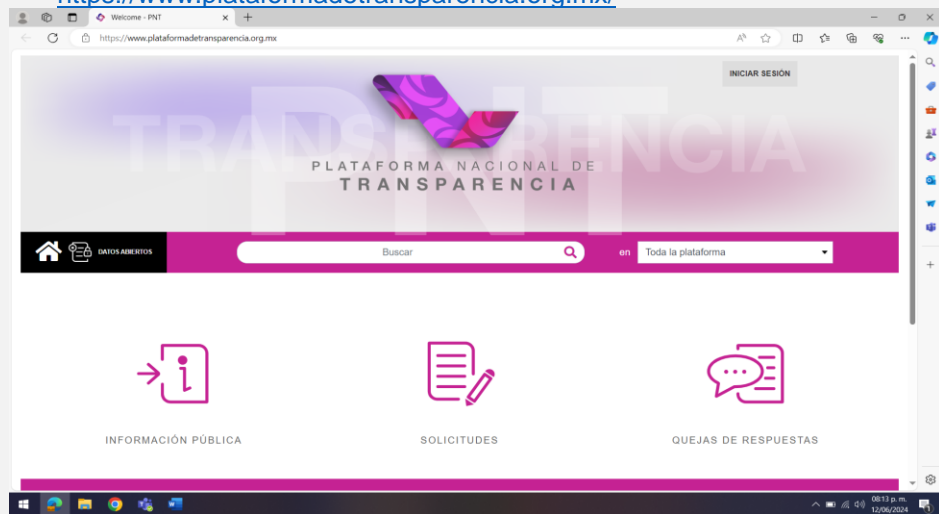 https://www.plataformadetransparencia.org.mx/
Welcome - PNT
https://www.plataformadetransparencia.org.mx
INICIAR SESIÓN
TRANSPARENCIA
PNT
PLATAFORMA NACIONAL DE
TRANSPARENCIA
DATOS ABIERTOS
Buscar
en
Toda la plataforma
INFORMACIÓN PÚBLICA
SOLICITUDES
QUEJAS DE RESPUESTAS
08:13 p. m.
12/06/2024